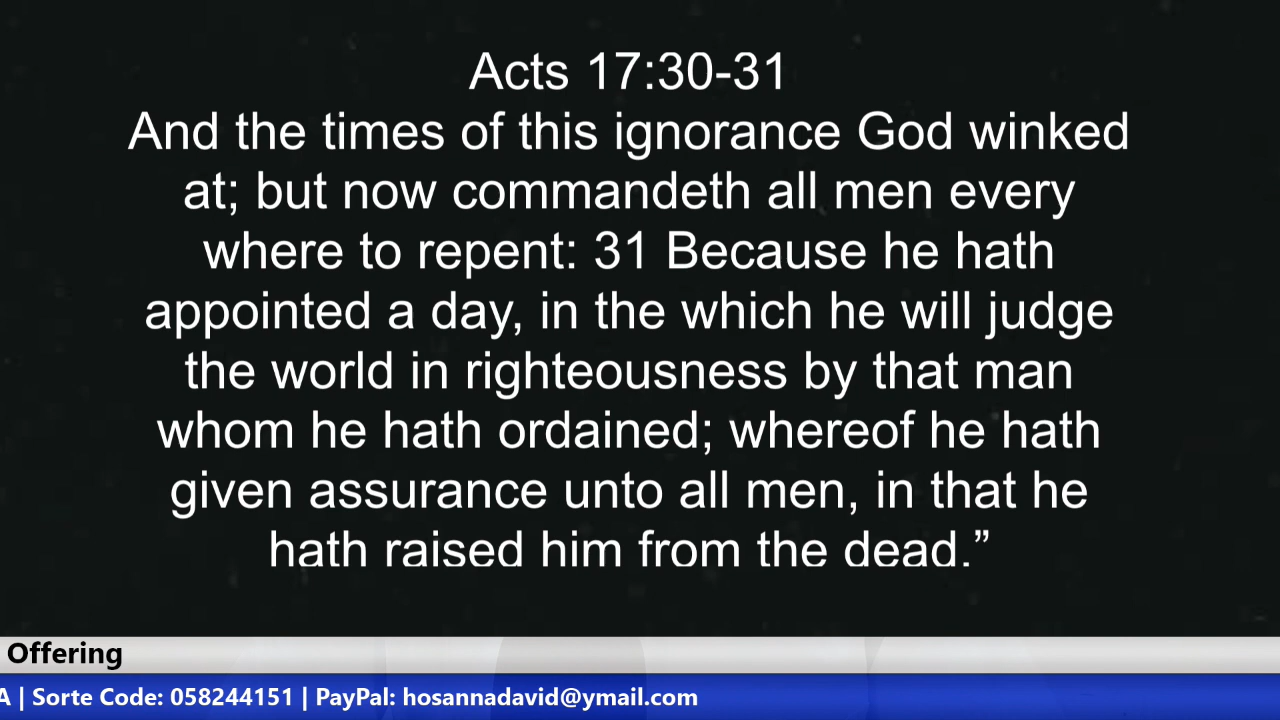 Acts 17:30-31
And the times of this ignorance God winked
at; but now commandeth all men every
where to repent: 31 Because he hath
appointed a day, in the which he will judge
the world in righteousness by that man
whom he hath ordained; whereof he hath
given assurance unto all men, in that he
hath raised him from the dead.”
Offering
A | Sorte Code: 058244151 | PayPal: hosannadavid@ymail.com